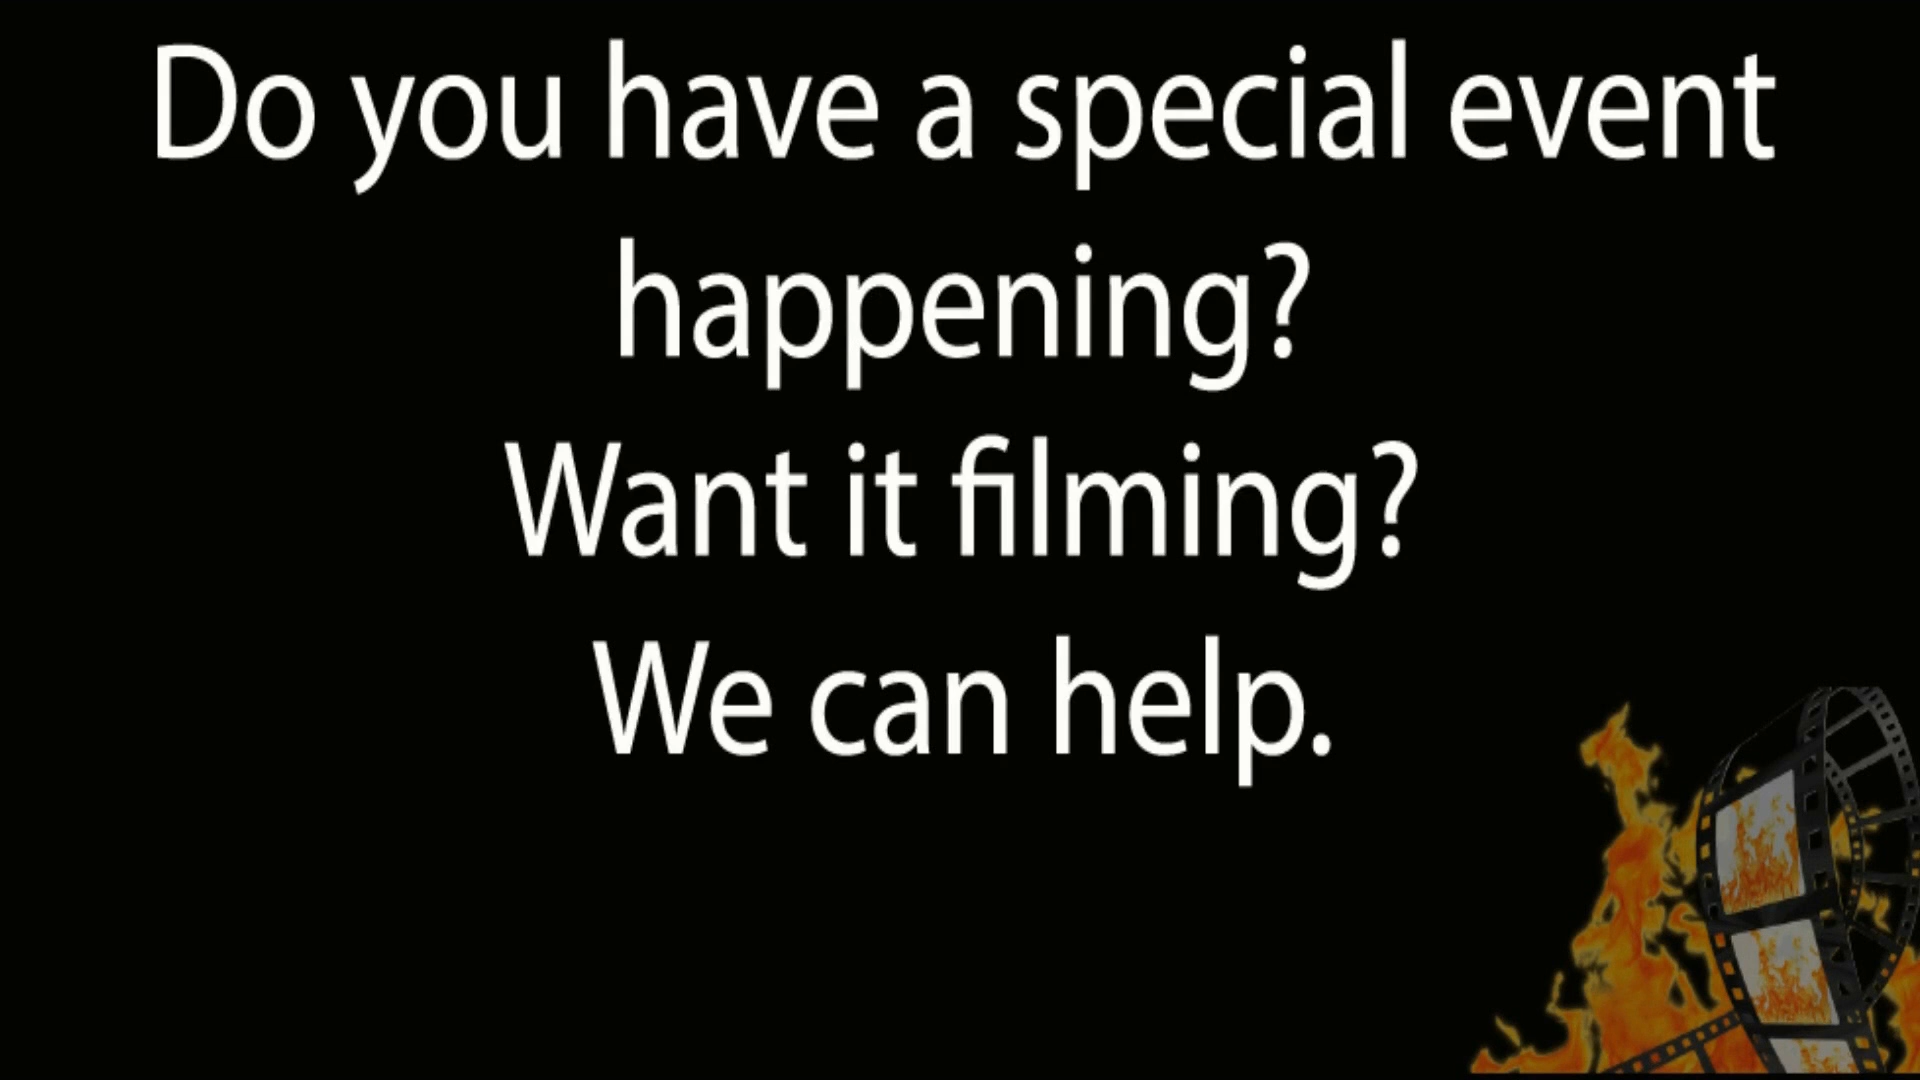 Do you have a special event
happening?
Want it filming?
We can help.